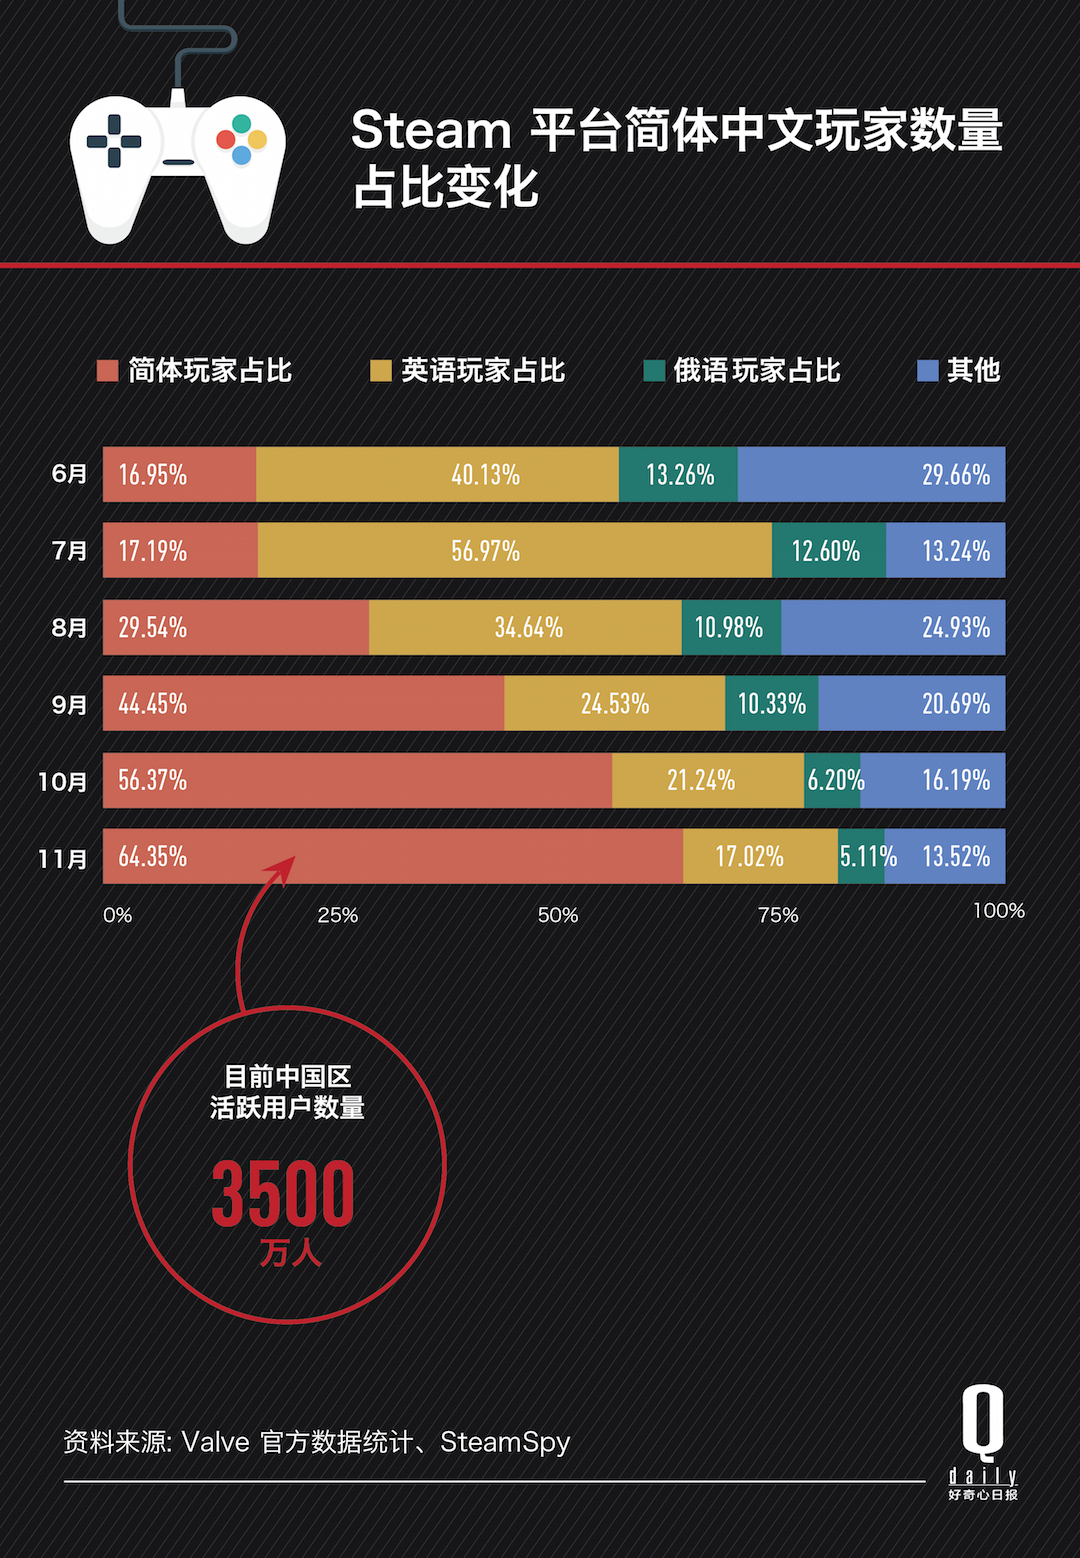 Steam 平台简体中文玩家数量
占比变化
简体玩家占比 英语玩家占比 俄语玩家占比 其他
6月 16.95% 40.13% 13.26% 29.66%
7月 17.19% 56.97% 12.60% 13.24%
8月 29.54% 34.64% 10.98% 24.93%
9月 44.45% 24.53% 10.33% 20.69%
10月 56.37% 21.24% 6.20% 16.19%
11月 64.35% 17.02% 5.11% 13.52%
0% 25% 50% 75% 100%
目前中国区
活跃用户数量
3500
万人
资料来源: Valve 官方数据统计、SteamSpy
Q
daily
好奇心日报